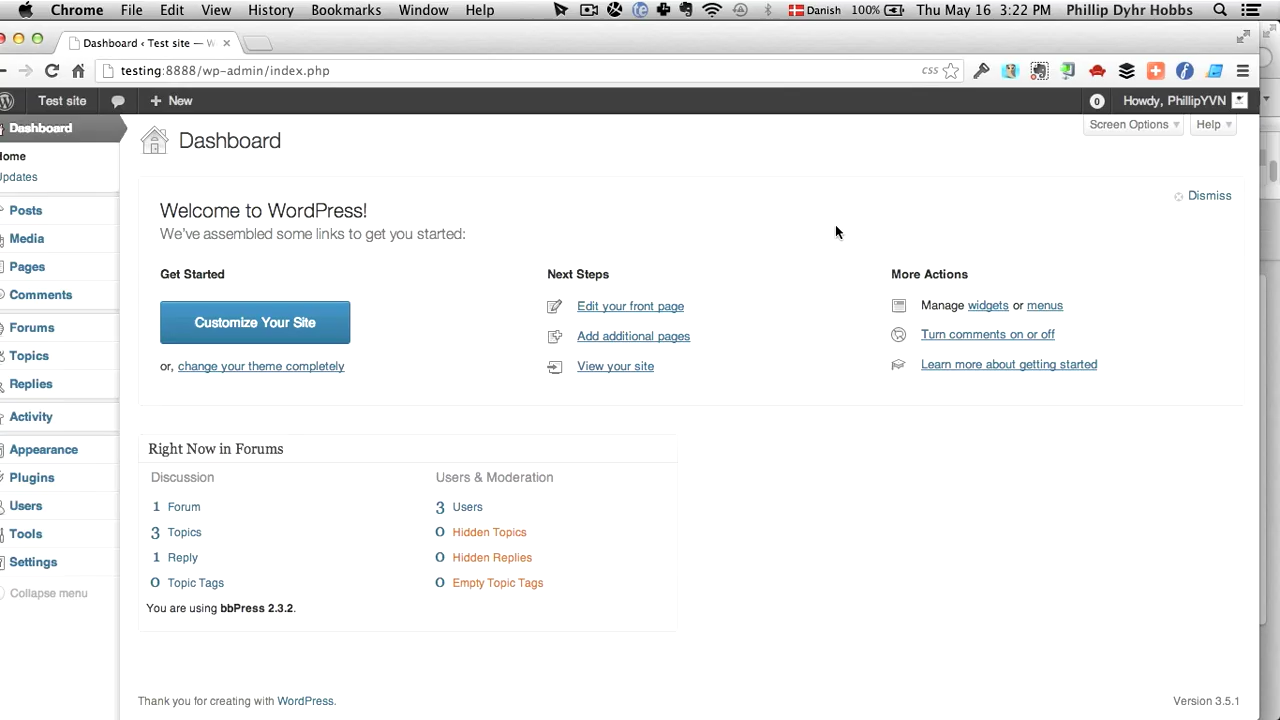 Chrome File Edit View History Bookmarks Window Help Danish 100% Thu May 16 3:22 PM Phillip Dyhr Hobbs
Dashboard ‹ Test site —
testing:8888/wp-admin/index.php
CSS
Test site New 0 Howdy, PhillipYVN
Dashboard
Home
Updates
Posts
Media
Pages
Comments
Forums
Topics
Replies
Activity
Appearance
Plugins
Users
Tools
Settings
Collapse menu
Screen Options Help
Dashboard
Dismiss
Welcome to WordPress!
We've assembled some links to get you started:
Get Started
Customize Your Site
or, change your theme completely
Next Steps
Edit your front page
Add additional pages
View your site
More Actions
Manage widgets or menus
Turn comments on or off
Learn more about getting started
Right Now in Forums
Discussion
1 Forum
3 Topics
1 Reply
0 Topic Tags
Users & Moderation
3 Users
0 Hidden Topics
0 Hidden Replies
0 Empty Topic Tags
You are using bbPress 2.3.2.
Thank you for creating with WordPress.
Version 3.5.1